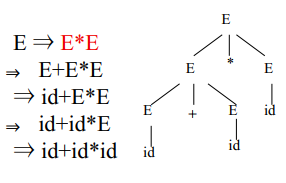 E ⇒ E*E
⇒ E+E*E
⇒ id+E*E
⇒ id+id*E
⇒ id+id*id
E
E * E
E + E id
id id